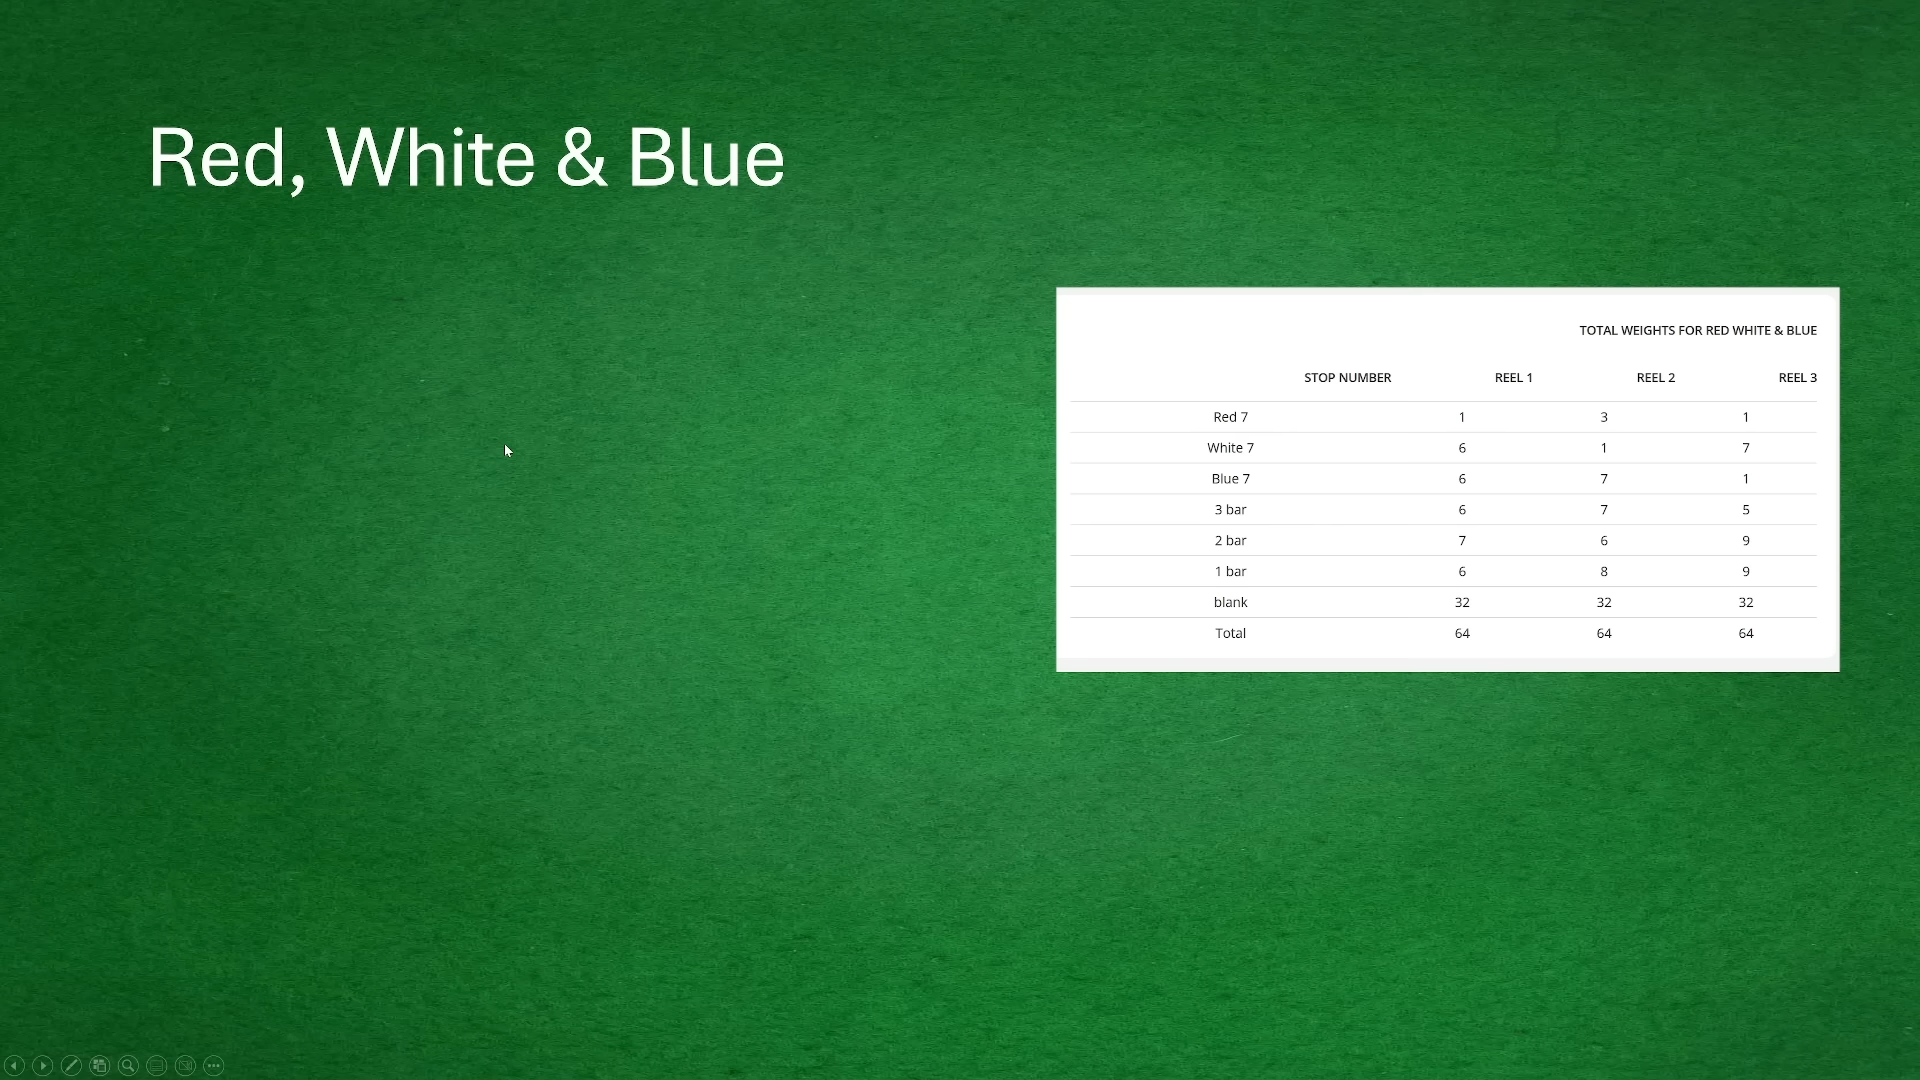 Red, White & Blue
TOTAL WEIGHTS FOR RED WHITE & BLUE
STOP NUMBER REEL 1 REEL 2 REEL 3
Red 7 1 3 1
White 7 6 1 7
Blue 7 6 7 1
3 bar 6 7 5
2 bar 7 6 9
1 bar 6 8 9
blank 32 32 32
Total 64 64 64